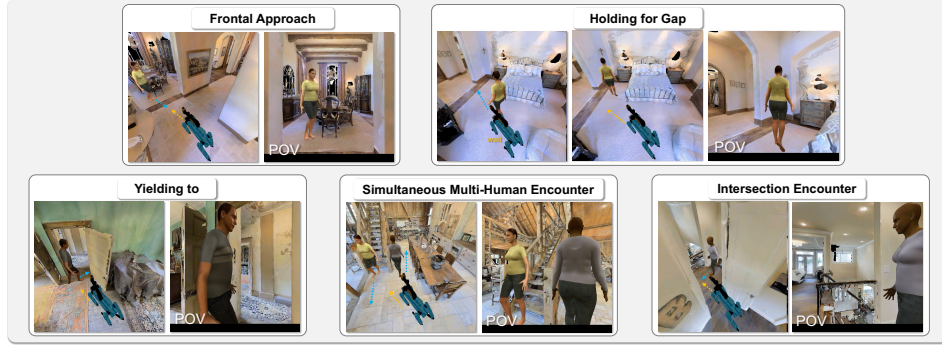 Frontal Approach
POV
Holding for Gap
wait
POV
Yielding to
POV
Simultaneous Multi-Human Encounter
POV
Intersection Encounter
POV